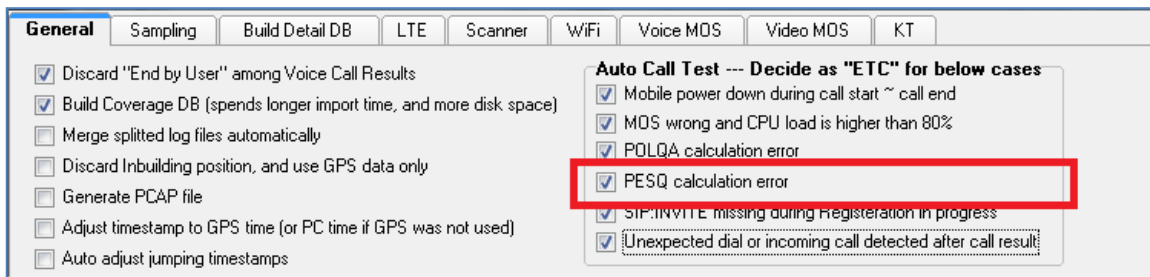 General Sampling Build Detail DB LTE Scanner WiFi Voice MOS Video MOS KT
Discard "End by User" among Voice Call Results
Build Coverage DB (spends longer import time, and more disk space)
Merge splitted log files automatically
Discard Inbuilding position, and use GPS data only
Generate PCAP file
Adjust timestamp to GPS time (or PC time if GPS was not used)
Auto adjust jumping timestamps
Auto Call Test --- Decide as "ETC" for below cases
Mobile power down during call start ~ call end
MOS wrong and CPU load is higher than 80%
POLQA calculation error
PESQ calculation error
SIP:INVITE missing during Registeration in progress
Unexpected dial or incoming call detected after call result